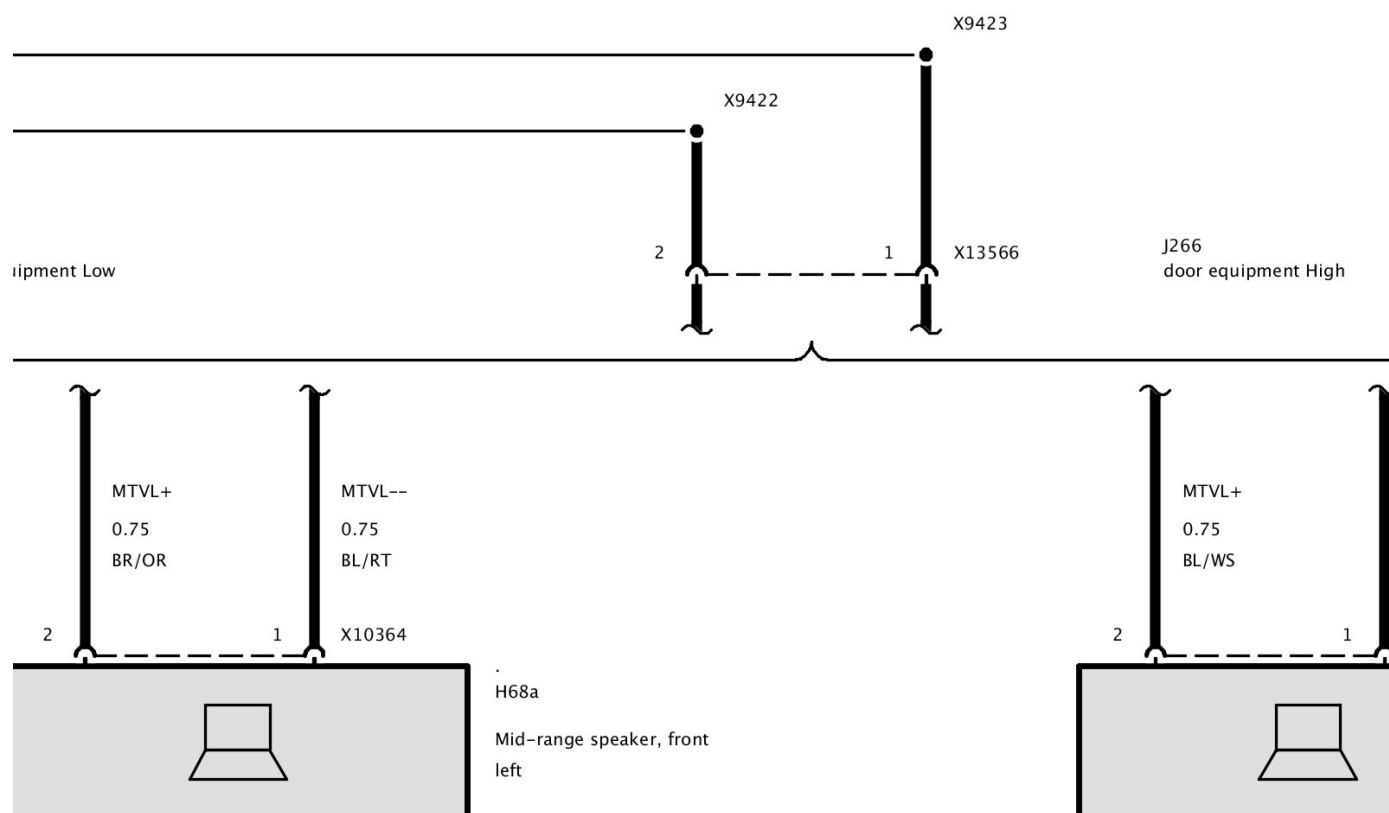 X9423
X9422
2
1
X13566
J266
door equipment High
uipment Low
MTVL+
0.75
BR/OR
MTVL--
0.75
BL/RT
MTVL+
0.75
BL/WS
2
1
X10364
2
1
.
H68a
Mid-range speaker, front
left